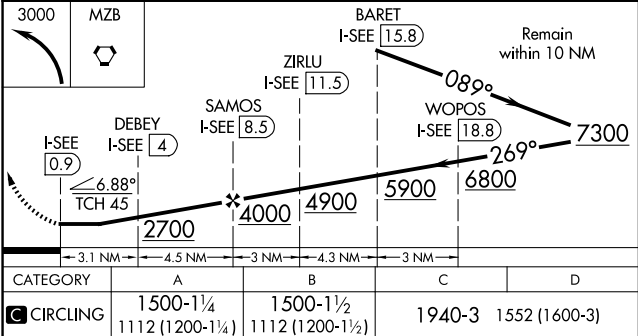 3000 MZB
BARET
I-SEE 15.8
Remain
within 10 NM
ZIRLU
I-SEE 11.5
089°
SAMOS
I-SEE 8.5
WOPOS
I-SEE 18.8
7300
DEBEY
I-SEE 4
269°
I-SEE
0.9
6.88°
TCH 45
2700 4000 4900 5900 6800
3.1 NM 4.5 NM 3 NM 4.3 NM 3 NM
CATEGORY A B C D
C CIRCLING 1500-1¼ 1500-1½ 1940-3 1552 (1600-3)
1112 (1200-1¼) 1112 (1200-1½)